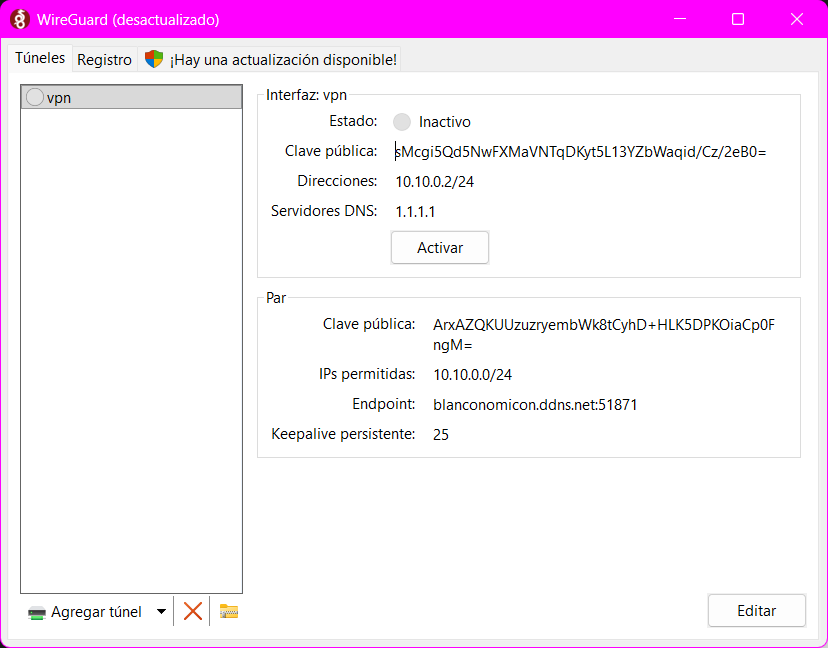 WireGuard (desactualizado)
Túneles Registro ¡Hay una actualización disponible!
vpn
Interfaz: vpn
Estado: Inactivo
Clave pública: sMcgi5Qd5NwFXMaVNTqDKyt5L13YZbWaqid/Cz/2eB0=
Direcciones: 10.10.0.2/24
Servidores DNS: 1.1.1.1
Activar
Par
Clave pública: ArxAZQKUUzuzryembWk8tCyhD+HLK5DPKOiaCp0F
ngM=
IPs permitidas: 10.10.0.0/24
Endpoint: blanconomicon.ddns.net:51871
Keepalive persistente: 25
Agregar túnel
Editar